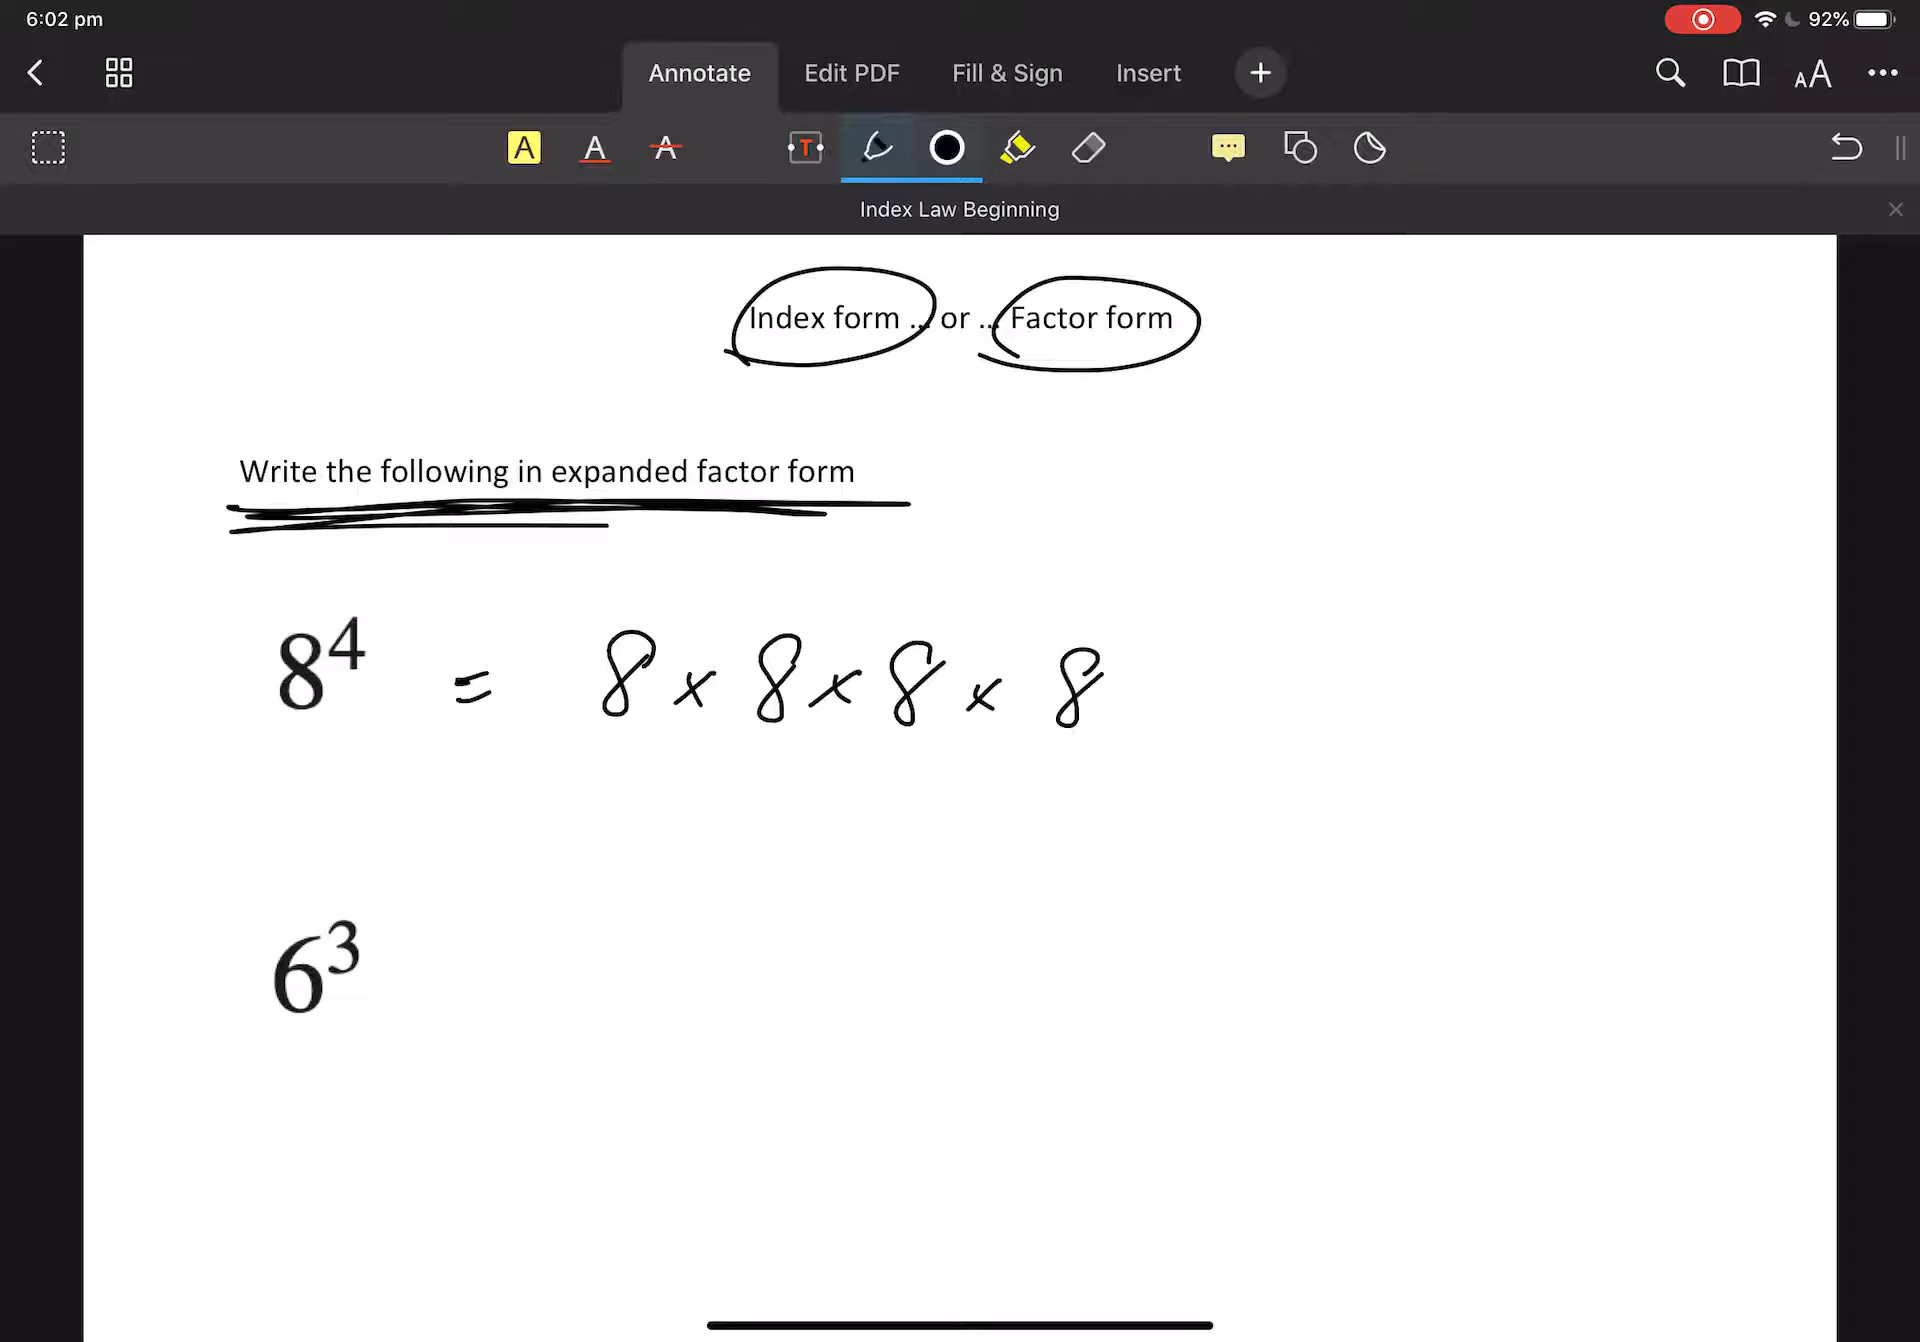 6:02 pm
92%
Annotate Edit PDF Fill & Sign Insert
Index Law Beginning
Index form ... or ... Factor form
Write the following in expanded factor form
8⁴ = 8 × 8 × 8 × 8
6³